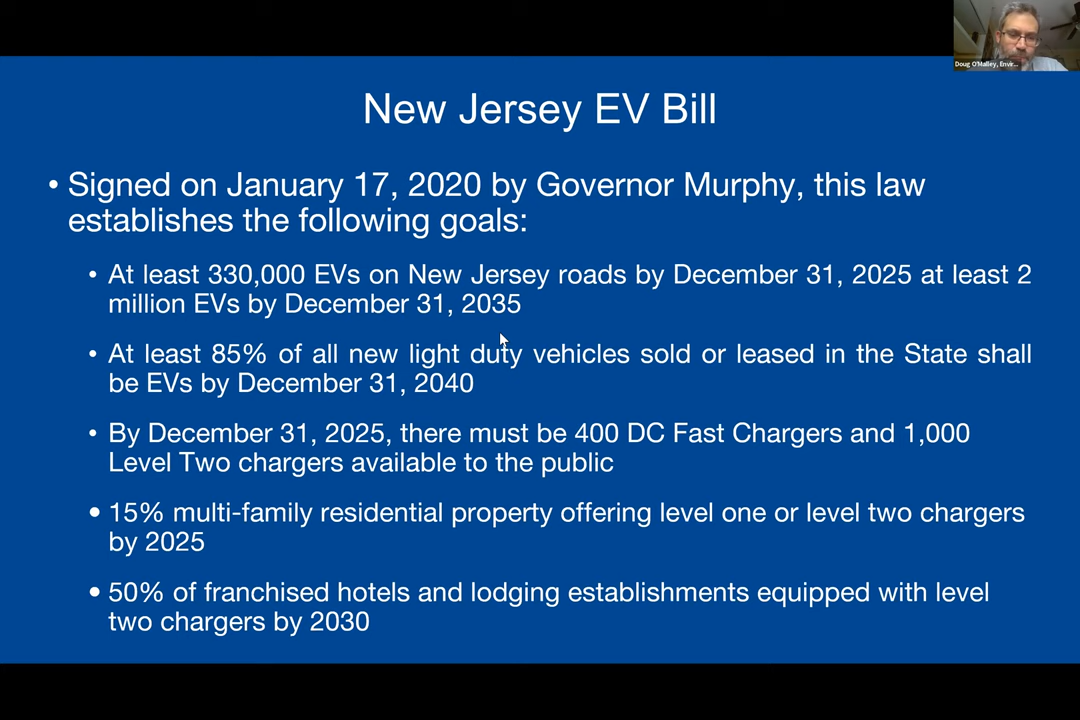 Doug O'Malley, Envir...
New Jersey EV Bill
• Signed on January 17, 2020 by Governor Murphy, this law
establishes the following goals:
• At least 330,000 EVs on New Jersey roads by December 31, 2025 at least 2
million EVs by December 31, 2035
• At least 85% of all new light duty vehicles sold or leased in the State shall
be EVs by December 31, 2040
• By December 31, 2025, there must be 400 DC Fast Chargers and 1,000
Level Two chargers available to the public
• 15% multi-family residential property offering level one or level two chargers
by 2025
• 50% of franchised hotels and lodging establishments equipped with level
two chargers by 2030